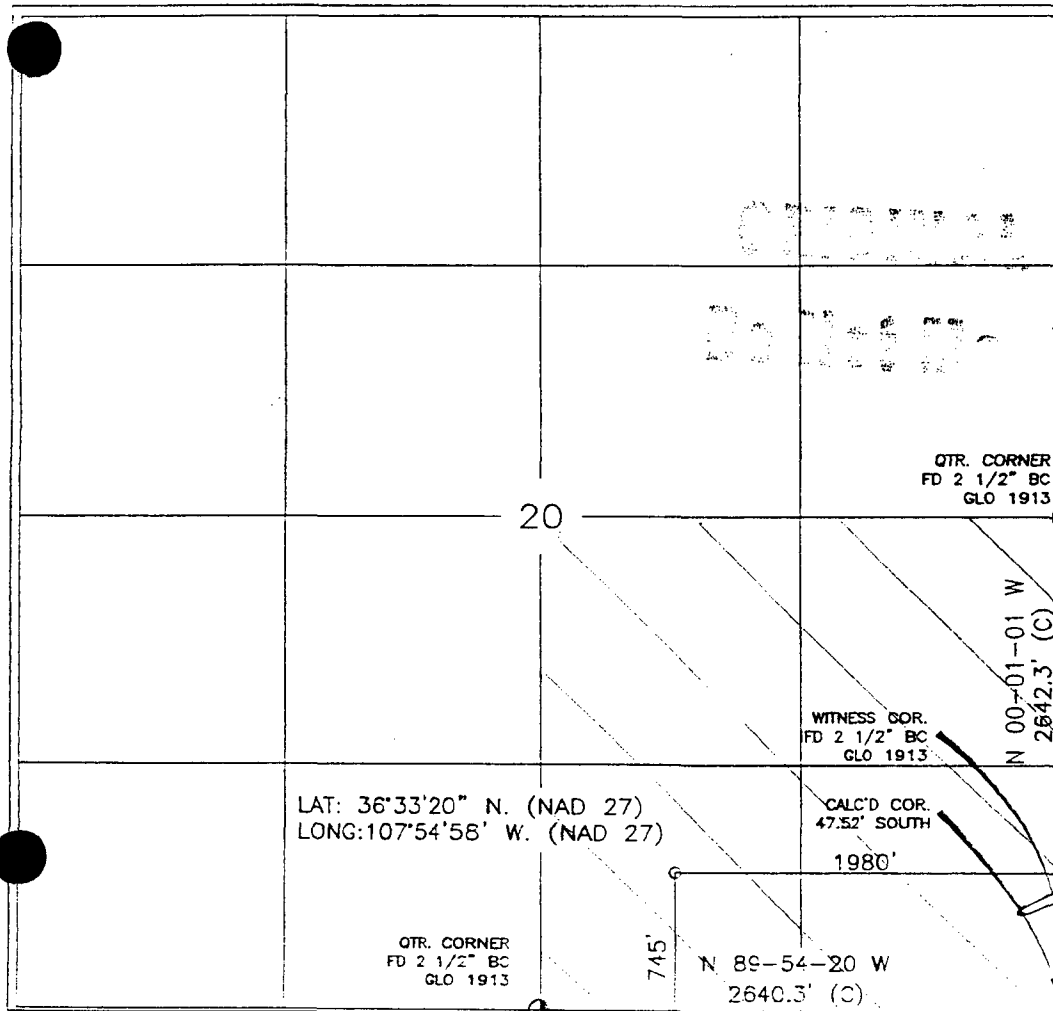 QTR. CORNER
FD 2 1/2" BC
GLO 1913
20
N 00-01-01 W
2642.3' (C)
WITNESS COR.
FD 2 1/2" BC
GLO 1913
LAT: 36°33'20" N. (NAD 27)
LONG:107°54'58' W. (NAD 27)
CALC'D COR.
47.52' SOUTH
1980'
QTR. CORNER
FD 2 1/2" BC
GLO 1913
745'
N 89-54-20 W
2640.3' (C)